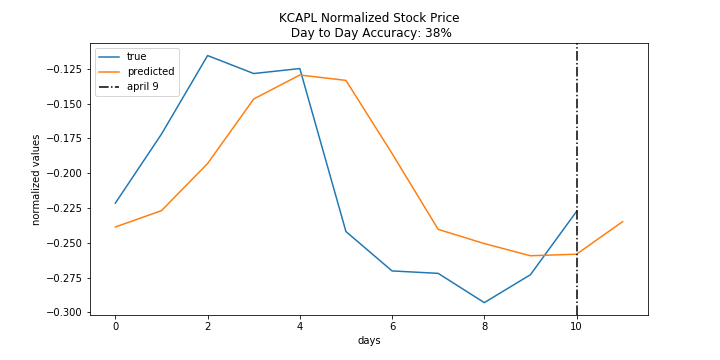 KCAPL Normalized Stock Price
Day to Day Accuracy: 38%
true
predicted
april 9
normalized values
−0.125
−0.150
−0.175
−0.200
−0.225
−0.250
−0.275
−0.300
0
2
4
6
8
10
days